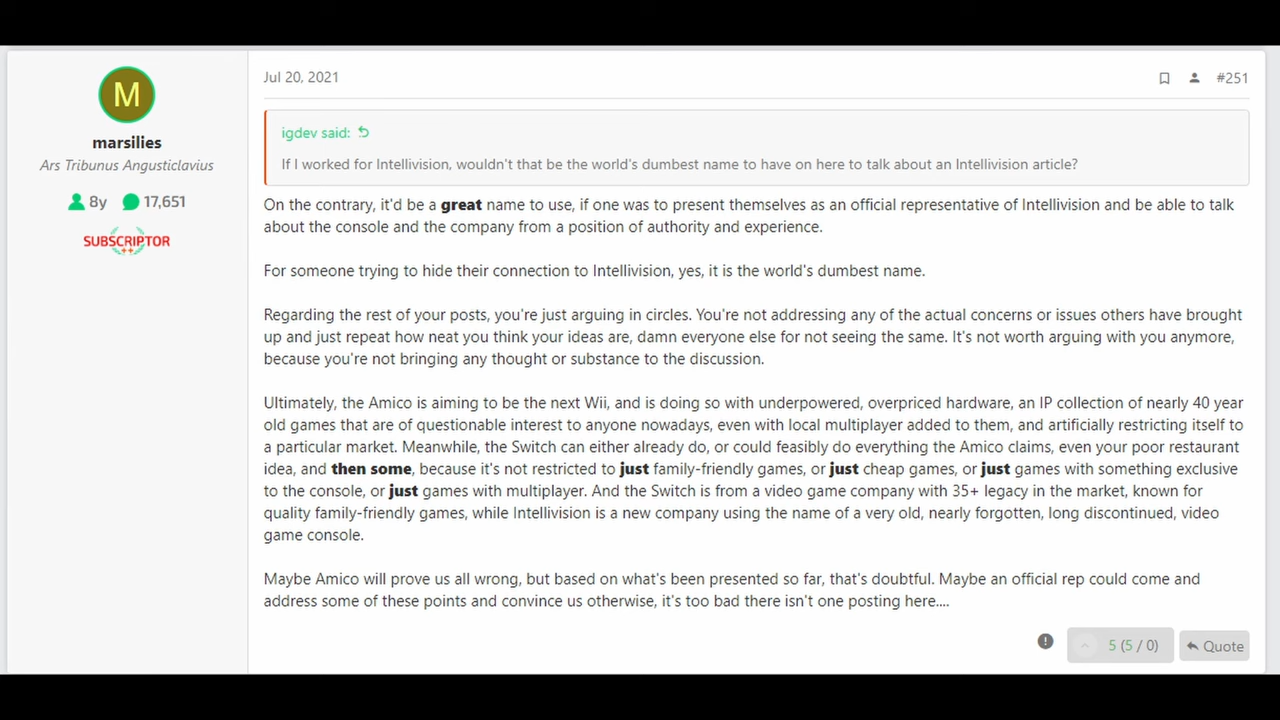 M
marsilies
Ars Tribunus Angusticlavius
8y 17,651
SUBSCRIPTOR
++
Jul 20, 2021
#251
igdev said:
If I worked for Intellivision, wouldn't that be the world's dumbest name to have on here to talk about an Intellivision article?
On the contrary, it'd be a great name to use, if one was to present themselves as an official representative of Intellivision and be able to talk
about the console and the company from a position of authority and experience.
For someone trying to hide their connection to Intellivision, yes, it is the world's dumbest name.
Regarding the rest of your posts, you're just arguing in circles. You're not addressing any of the actual concerns or issues others have brought
up and just repeat how neat you think your ideas are, damn everyone else for not seeing the same. It's not worth arguing with you anymore,
because you're not bringing any thought or substance to the discussion.
Ultimately, the Amico is aiming to be the next Wii, and is doing so with underpowered, overpriced hardware, an IP collection of nearly 40 year
old games that are of questionable interest to anyone nowadays, even with local multiplayer added to them, and artificially restricting itself to
a particular market. Meanwhile, the Switch can either already do, or could feasibly do everything the Amico claims, even your poor restaurant
idea, and then some, because it's not restricted to just family-friendly games, or just cheap games, or just games with something exclusive
to the console, or just games with multiplayer. And the Switch is from a video game company with 35+ legacy in the market, known for
quality family-friendly games, while Intellivision is a new company using the name of a very old, nearly forgotten, long discontinued, video
game console.
Maybe Amico will prove us all wrong, but based on what's been presented so far, that's doubtful. Maybe an official rep could come and
address some of these points and convince us otherwise, it's too bad there isn't one posting here....
5 (5 / 0)
Quote